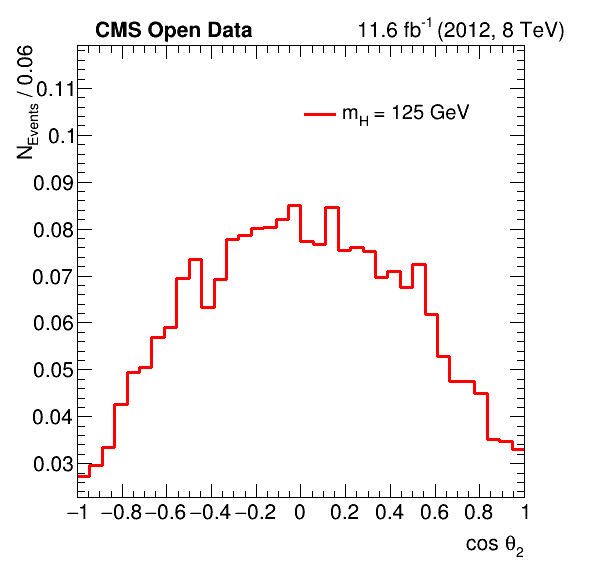 CMS Open Data
11.6 fb⁻¹ (2012, 8 TeV)
N_Events / 0.06
m_H = 125 GeV
0.11
0.1
0.09
0.08
0.07
0.06
0.05
0.04
0.03
−1 −0.8 −0.6 −0.4 −0.2 0 0.2 0.4 0.6 0.8 1
cos θ₂